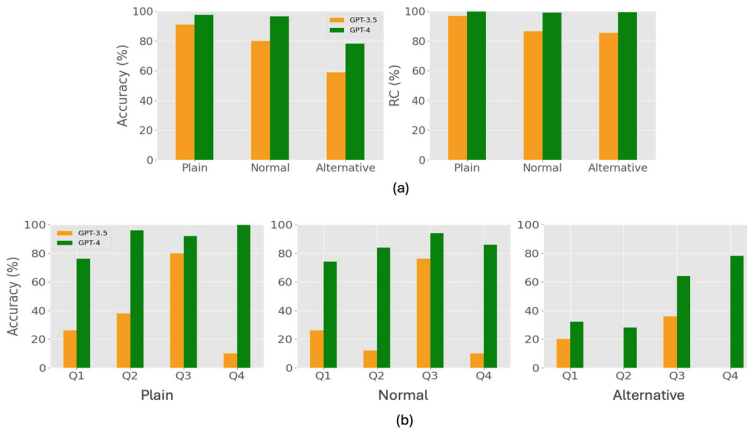 Accuracy (%)
100
80
60
40
20
0
GPT-3.5
GPT-4
Plain
Normal
Alternative
RC (%)
100
80
60
40
20
0
Plain
Normal
Alternative
(a)
Accuracy (%)
100
80
60
40
20
0
GPT-3.5
GPT-4
Q1 Q2 Q3 Q4
Plain
100
80
60
40
20
0
Q1 Q2 Q3 Q4
Normal
100
80
60
40
20
0
Q1 Q2 Q3 Q4
Alternative
(b)